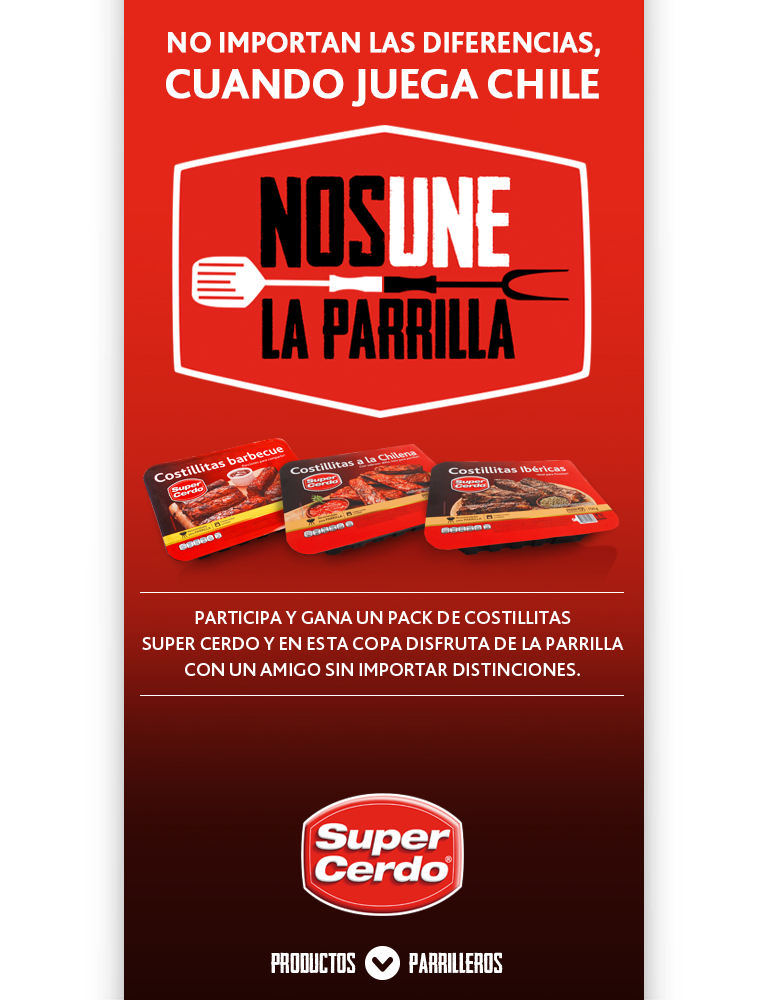 NO IMPORTAN LAS DIFERENCIAS,
CUANDO JUEGA CHILE
NOSUNE
LA PARRILLA
Costillitas barbecue
Super
Cerdo
Costillitas a la Chilena
Super
Cerdo
Costillitas Ibéricas
Super
Cerdo
PARTICIPA Y GANA UN PACK DE COSTILLITAS
SUPER CERDO Y EN ESTA COPA DISFRUTA DE LA PARRILLA
CON UN AMIGO SIN IMPORTAR DISTINCIONES.
Super
Cerdo®
PRODUCTOS PARRILLEROS